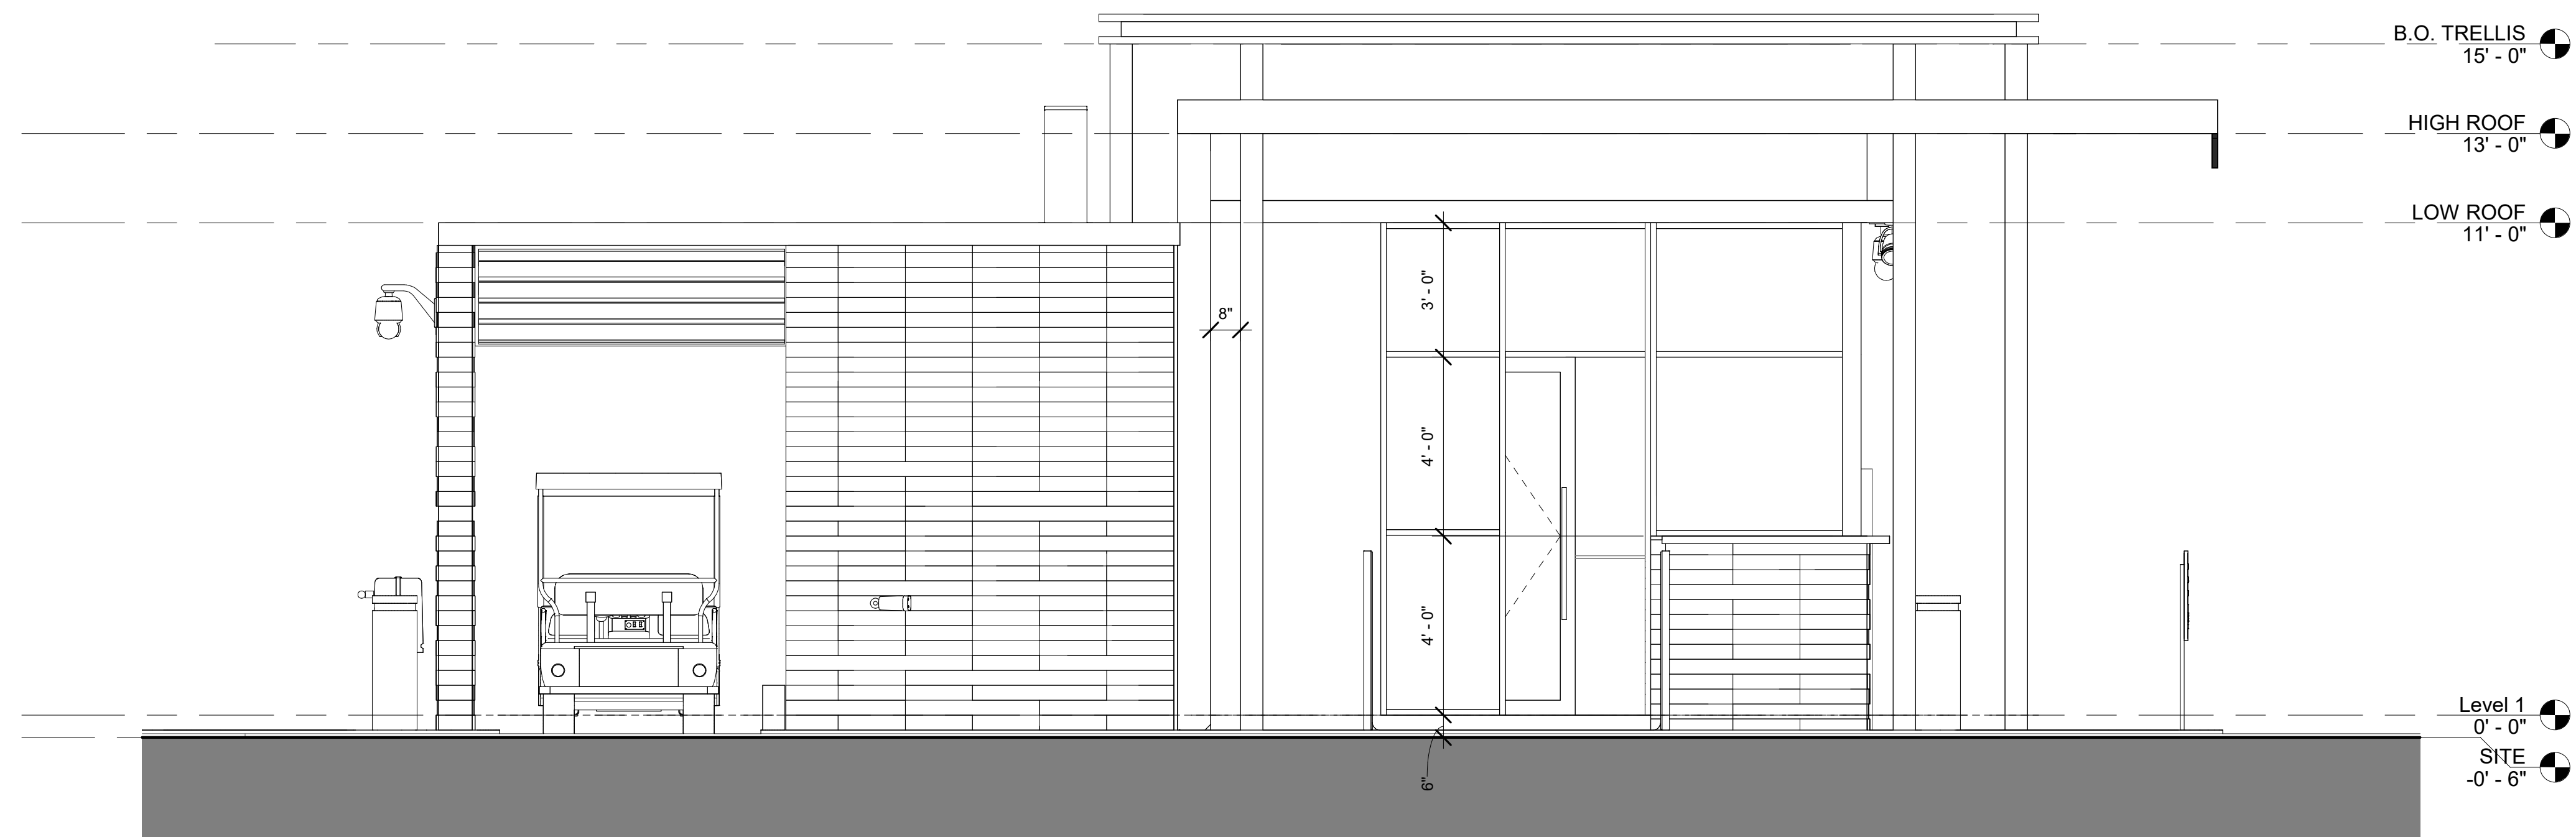 B.O. TRELLIS
15' - 0"
HIGH ROOF
13' - 0"
LOW ROOF
11' - 0"
3' - 0"
8"
4' - 0"
4' - 0"
Level 1
0' - 0"
SITE
-0' - 6"
6"